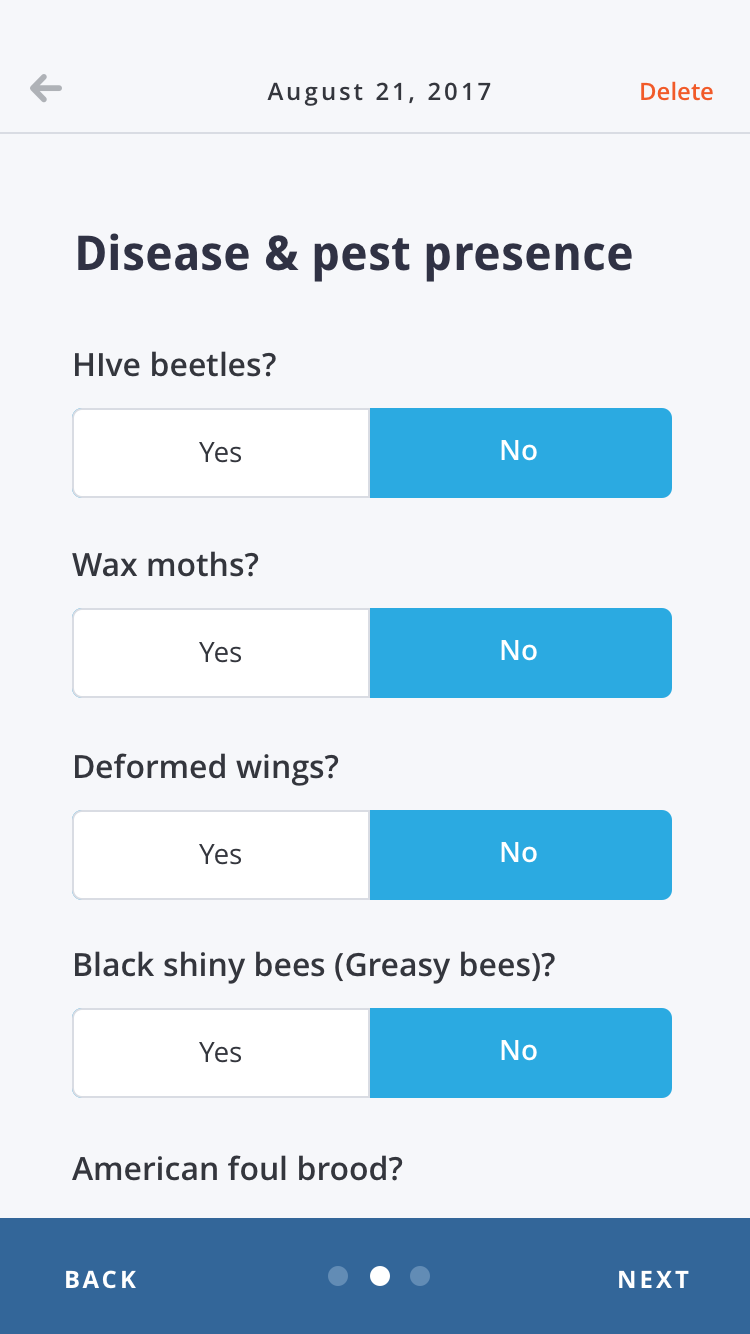 August 21, 2017
Delete
Disease & pest presence
HIve beetles?
Yes
No
Wax moths?
Yes
No
Deformed wings?
Yes
No
Black shiny bees (Greasy bees)?
Yes
No
American foul brood?
BACK
NEXT